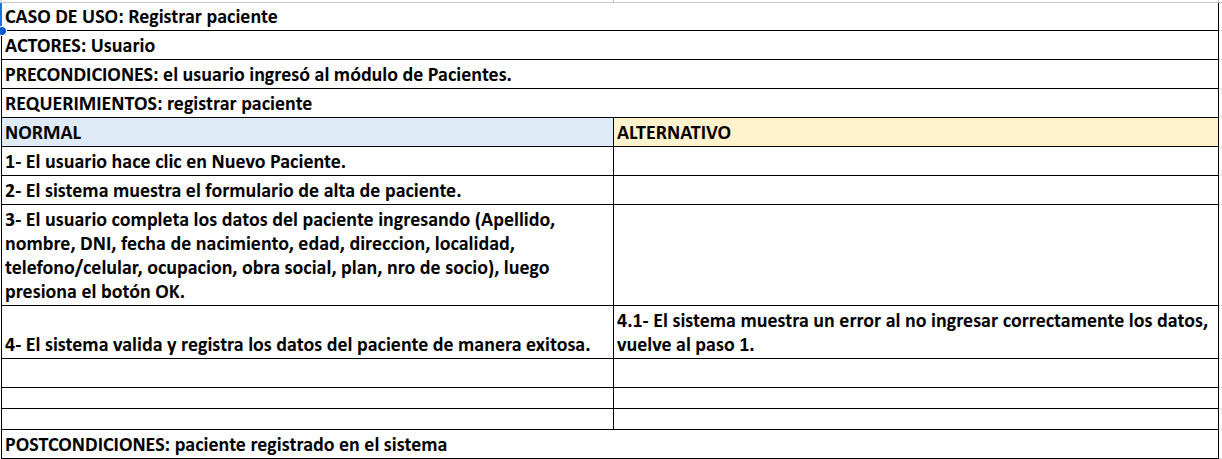 CASO DE USO: Registrar paciente
ACTORES: Usuario
PRECONDICIONES: el usuario ingresó al módulo de Pacientes.
REQUERIMIENTOS: registrar paciente
NORMAL
ALTERNATIVO
1- El usuario hace clic en Nuevo Paciente.
2- El sistema muestra el formulario de alta de paciente.
3- El usuario completa los datos del paciente ingresando (Apellido,
nombre, DNI, fecha de nacimiento, edad, direccion, localidad,
telefono/celular, ocupacion, obra social, plan, nro de socio), luego
presiona el botón OK.
4- El sistema valida y registra los datos del paciente de manera exitosa.
4.1- El sistema muestra un error al no ingresar correctamente los datos,
vuelve al paso 1.
POSTCONDICIONES: paciente registrado en el sistema